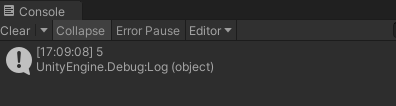 Console
Clear Collapse Error Pause Editor
[17:09:08] 5
UnityEngine.Debug:Log (object)